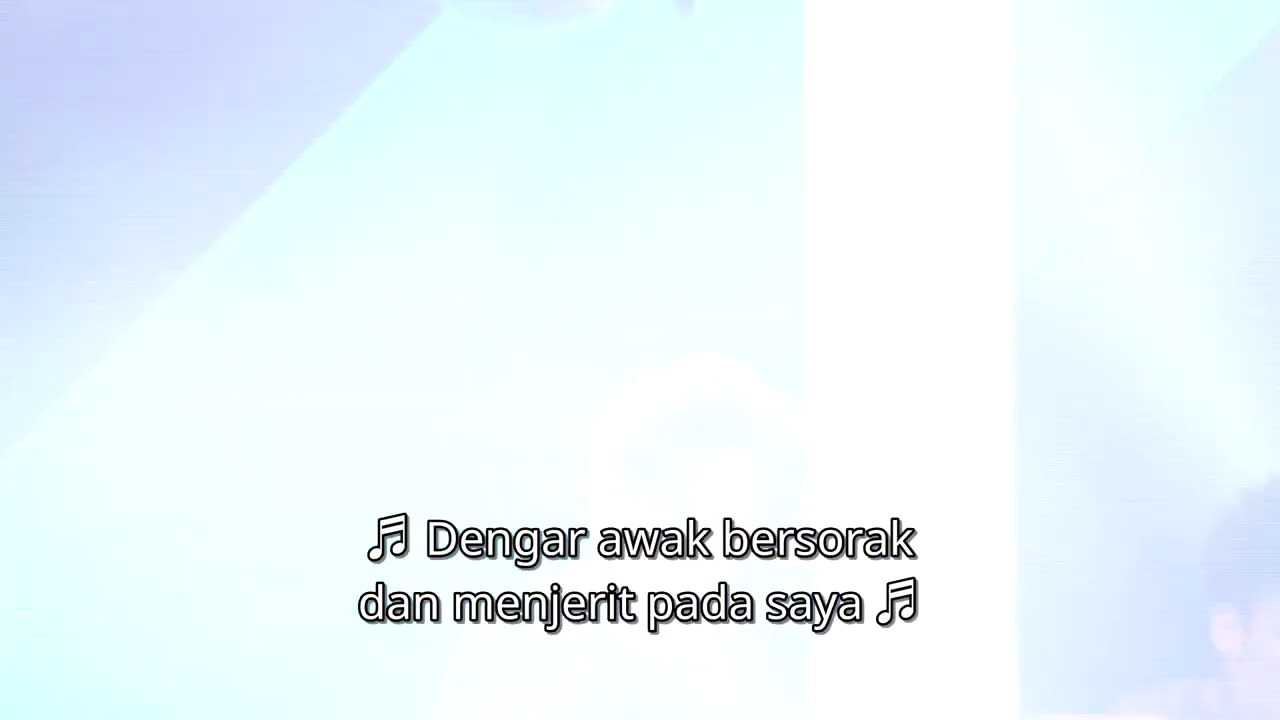 🎵 Dengar awak bersorak
dan menjerit pada saya 🎵